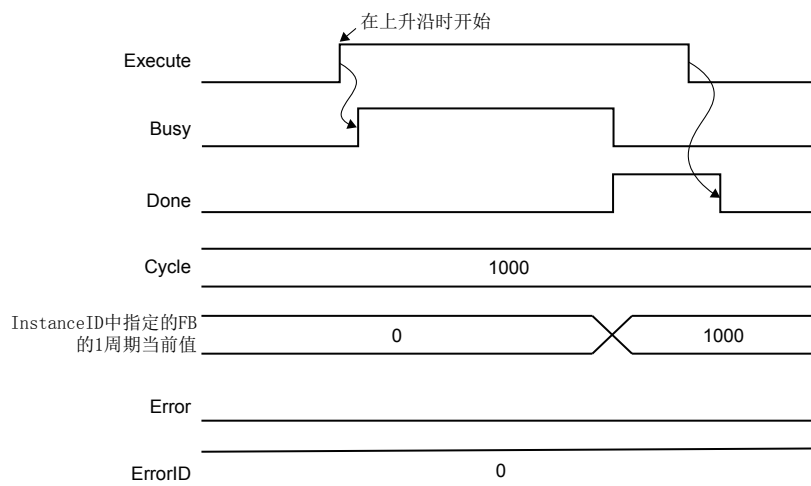 在上升沿时开始
Execute
Busy
Done
Cycle
1000
InstanceID中指定的FB
的1周期当前值
0
1000
Error
ErrorID
0